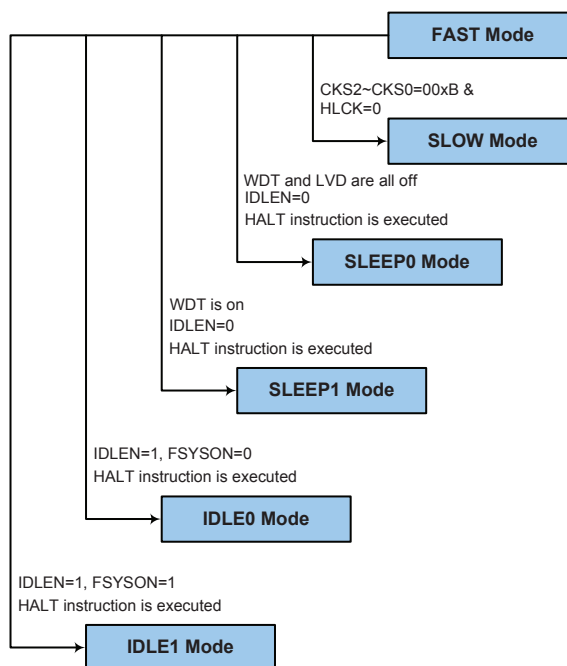 FAST Mode
CKS2~CKS0=00xB &
HLCK=0
SLOW Mode
WDT and LVD are all off
IDLEN=0
HALT instruction is executed
SLEEP0 Mode
WDT is on
IDLEN=0
HALT instruction is executed
SLEEP1 Mode
IDLEN=1, FSYSON=0
HALT instruction is executed
IDLE0 Mode
IDLEN=1, FSYSON=1
HALT instruction is executed
IDLE1 Mode